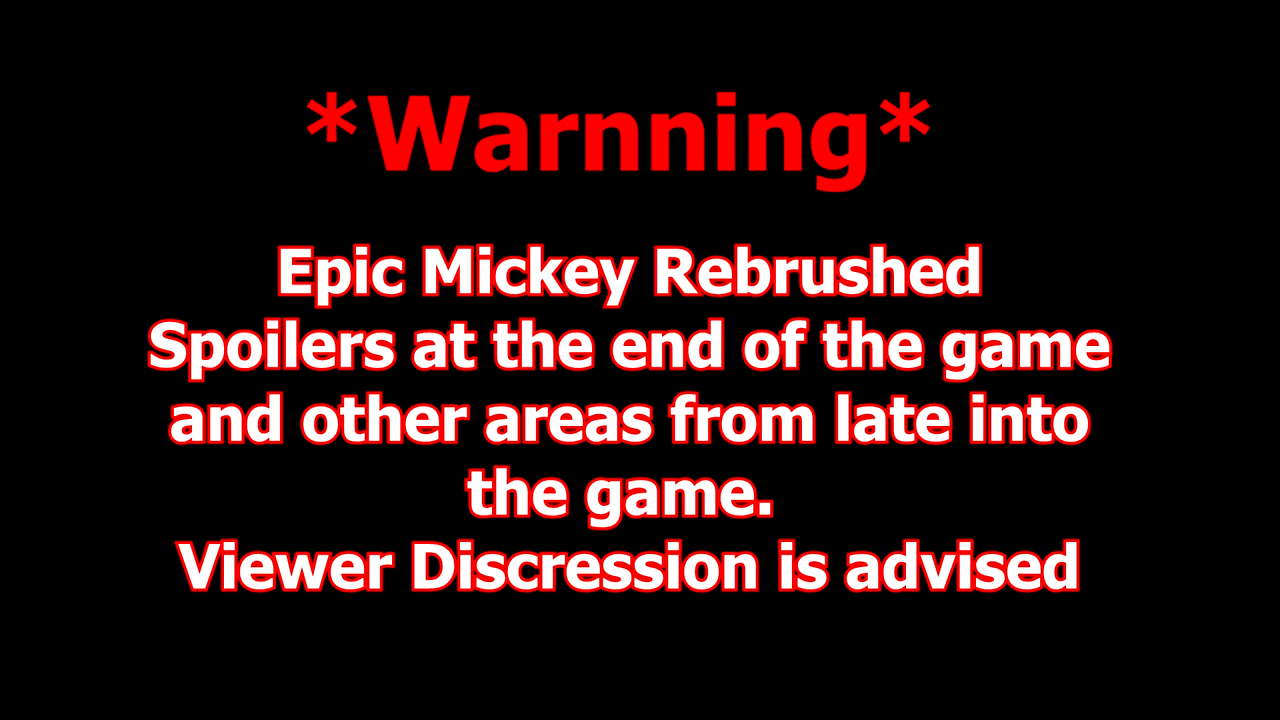 *Warnning*
Epic Mickey Rebrushed
Spoilers at the end of the game
and other areas from late into
the game.
Viewer Discression is advised